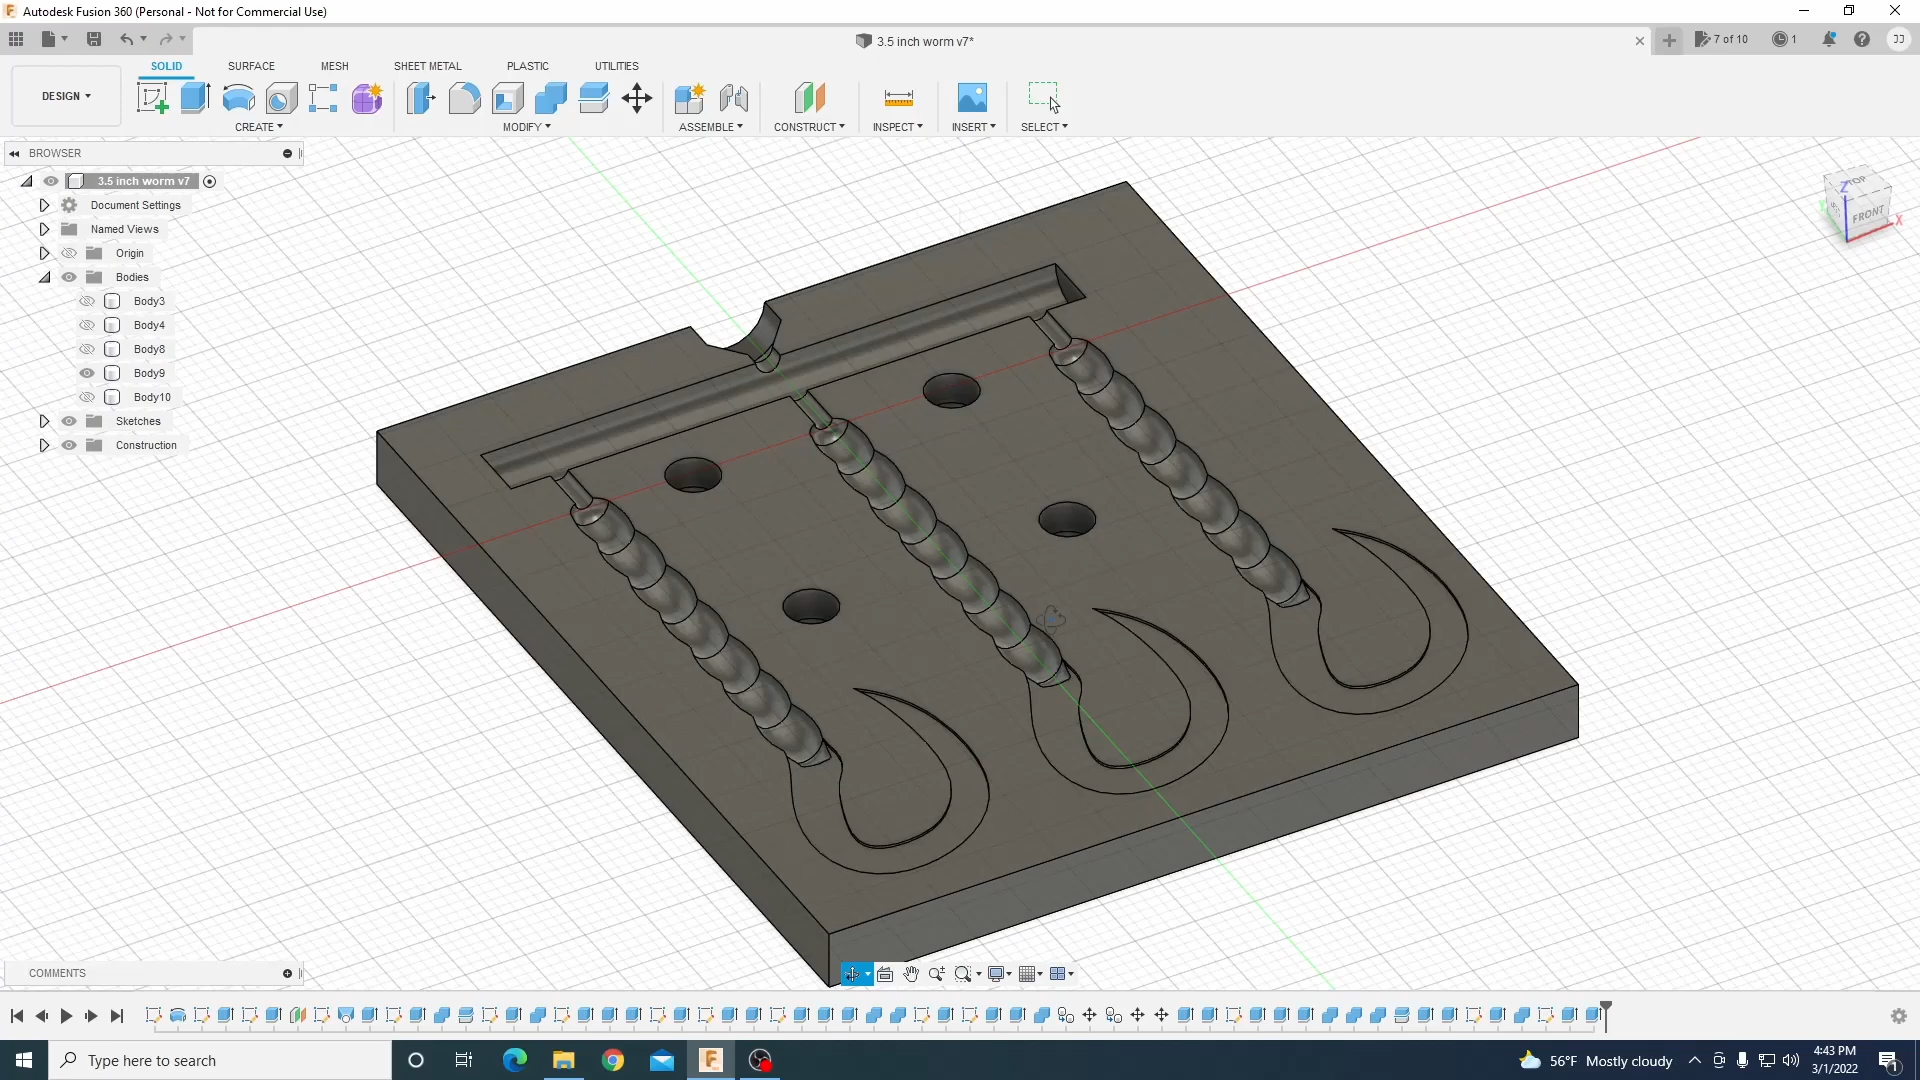 Autodesk Fusion 360 (Personal - Not for Commercial Use)
3.5 inch worm v7*
7 of 10
1
JJ
DESIGN
SOLID
SURFACE
MESH
SHEET METAL
PLASTIC
UTILITIES
CREATE
MODIFY
ASSEMBLE
CONSTRUCT
INSPECT
INSERT
SELECT
BROWSER
3.5 inch worm v7
Document Settings
Named Views
Origin
Bodies
Body3
Body4
Body8
Body9
Body10
Sketches
Construction
TOP
FRONT
Z
X
COMMENTS
Type here to search
56°F Mostly cloudy
4:43 PM
3/1/2022
1